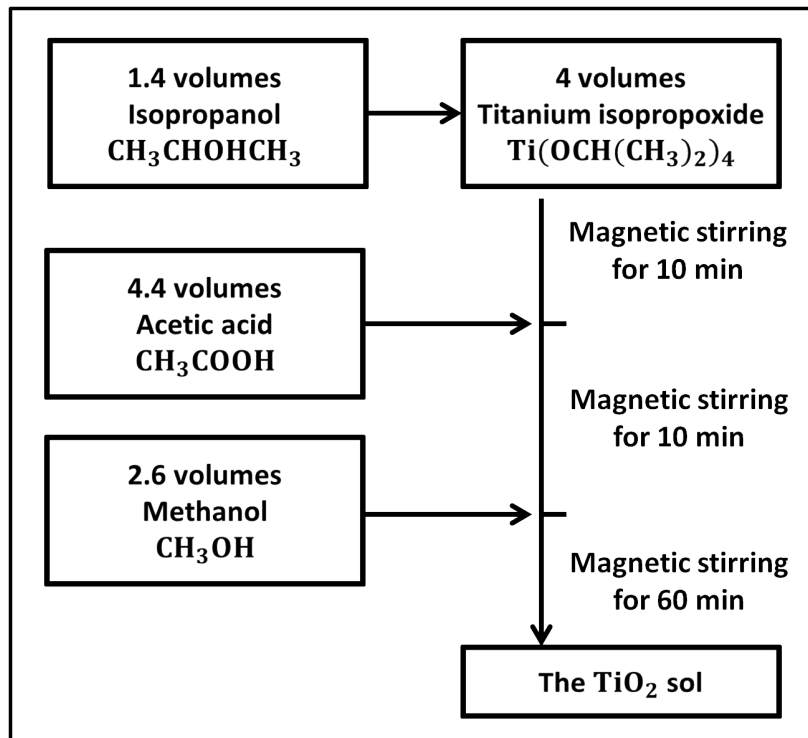 1.4 volumes
Isopropanol
CH₃CHOHCH₃
4 volumes
Titanium isopropoxide
Ti(OCH(CH₃)₂)₄
Magnetic stirring
for 10 min
4.4 volumes
Acetic acid
CH₃COOH
Magnetic stirring
for 10 min
2.6 volumes
Methanol
CH₃OH
Magnetic stirring
for 60 min
The TiO₂ sol